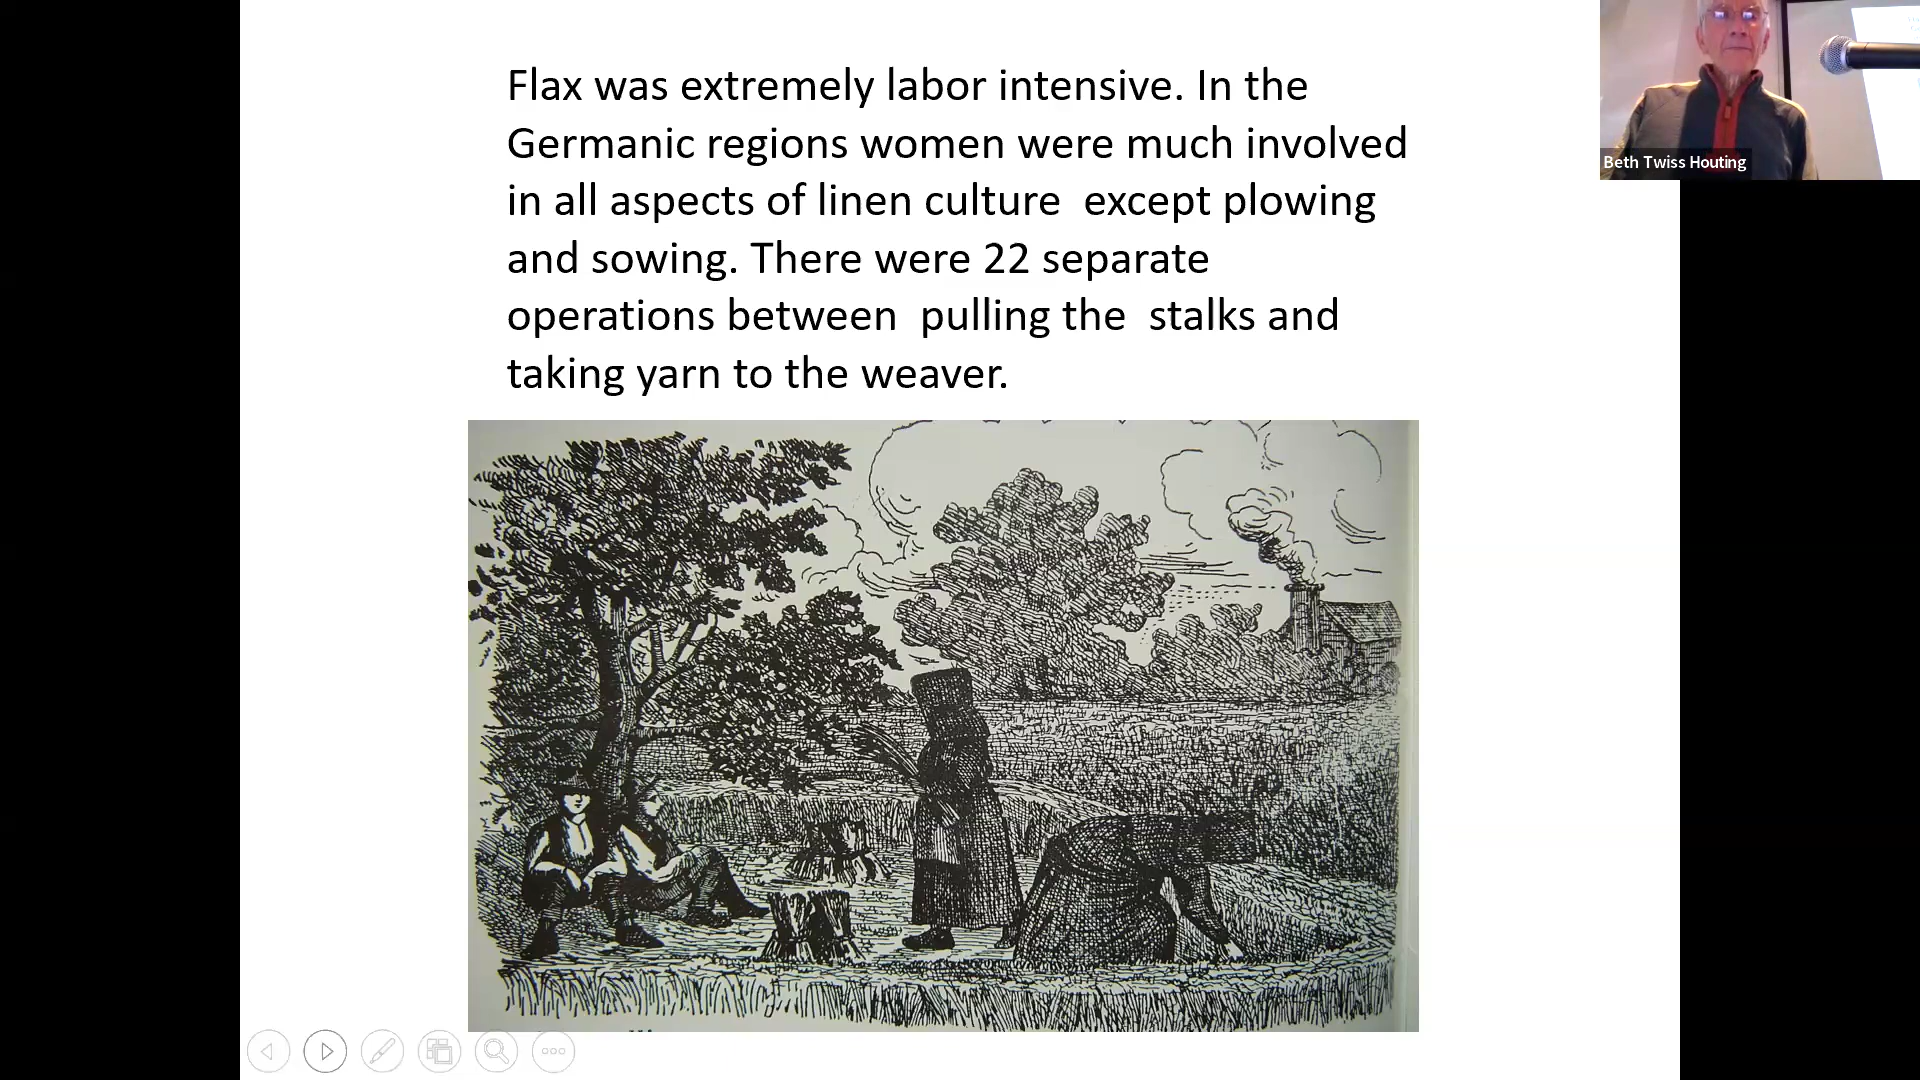 Flax was extremely labor intensive. In the
Germanic regions women were much involved
in all aspects of linen culture  except plowing
and sowing. There were 22 separate
operations between  pulling the  stalks and
taking yarn to the weaver.
Beth Twiss Houting